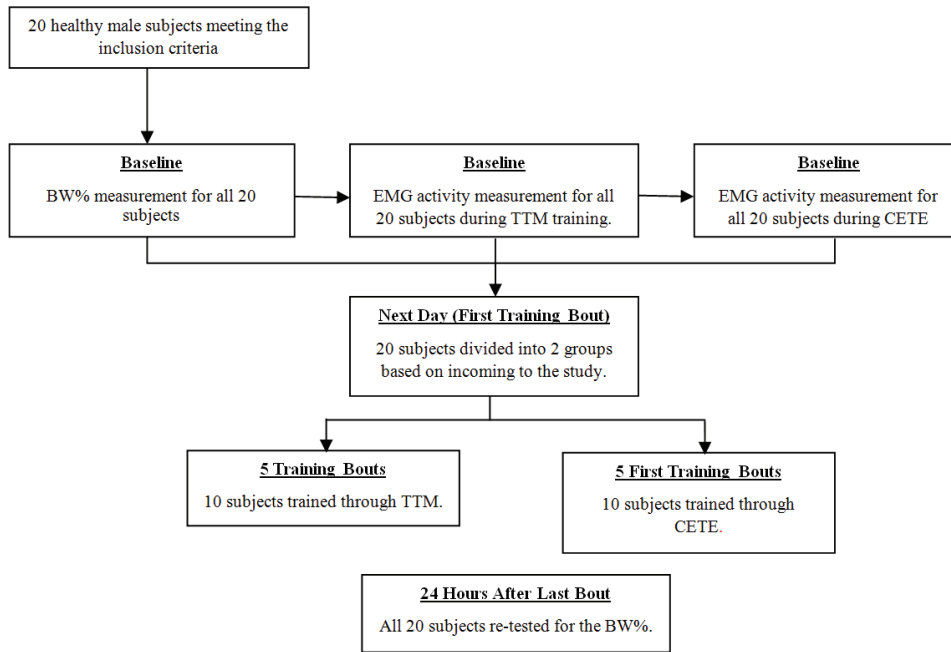 20 healthy male subjects meeting the
inclusion criteria
Baseline
BW% measurement for all 20
subjects
Baseline
EMG activity measurement for all
20 subjects during TTM training.
Baseline
EMG activity measurement for
all 20 subjects during CETE
Next Day (First Training Bout)
20 subjects divided into 2 groups
based on incoming to the study.
5 Training Bouts
10 subjects trained through TTM.
5 First Training Bouts
10 subjects trained through
CETE.
24 Hours After Last Bout
All 20 subjects re-tested for the BW%.